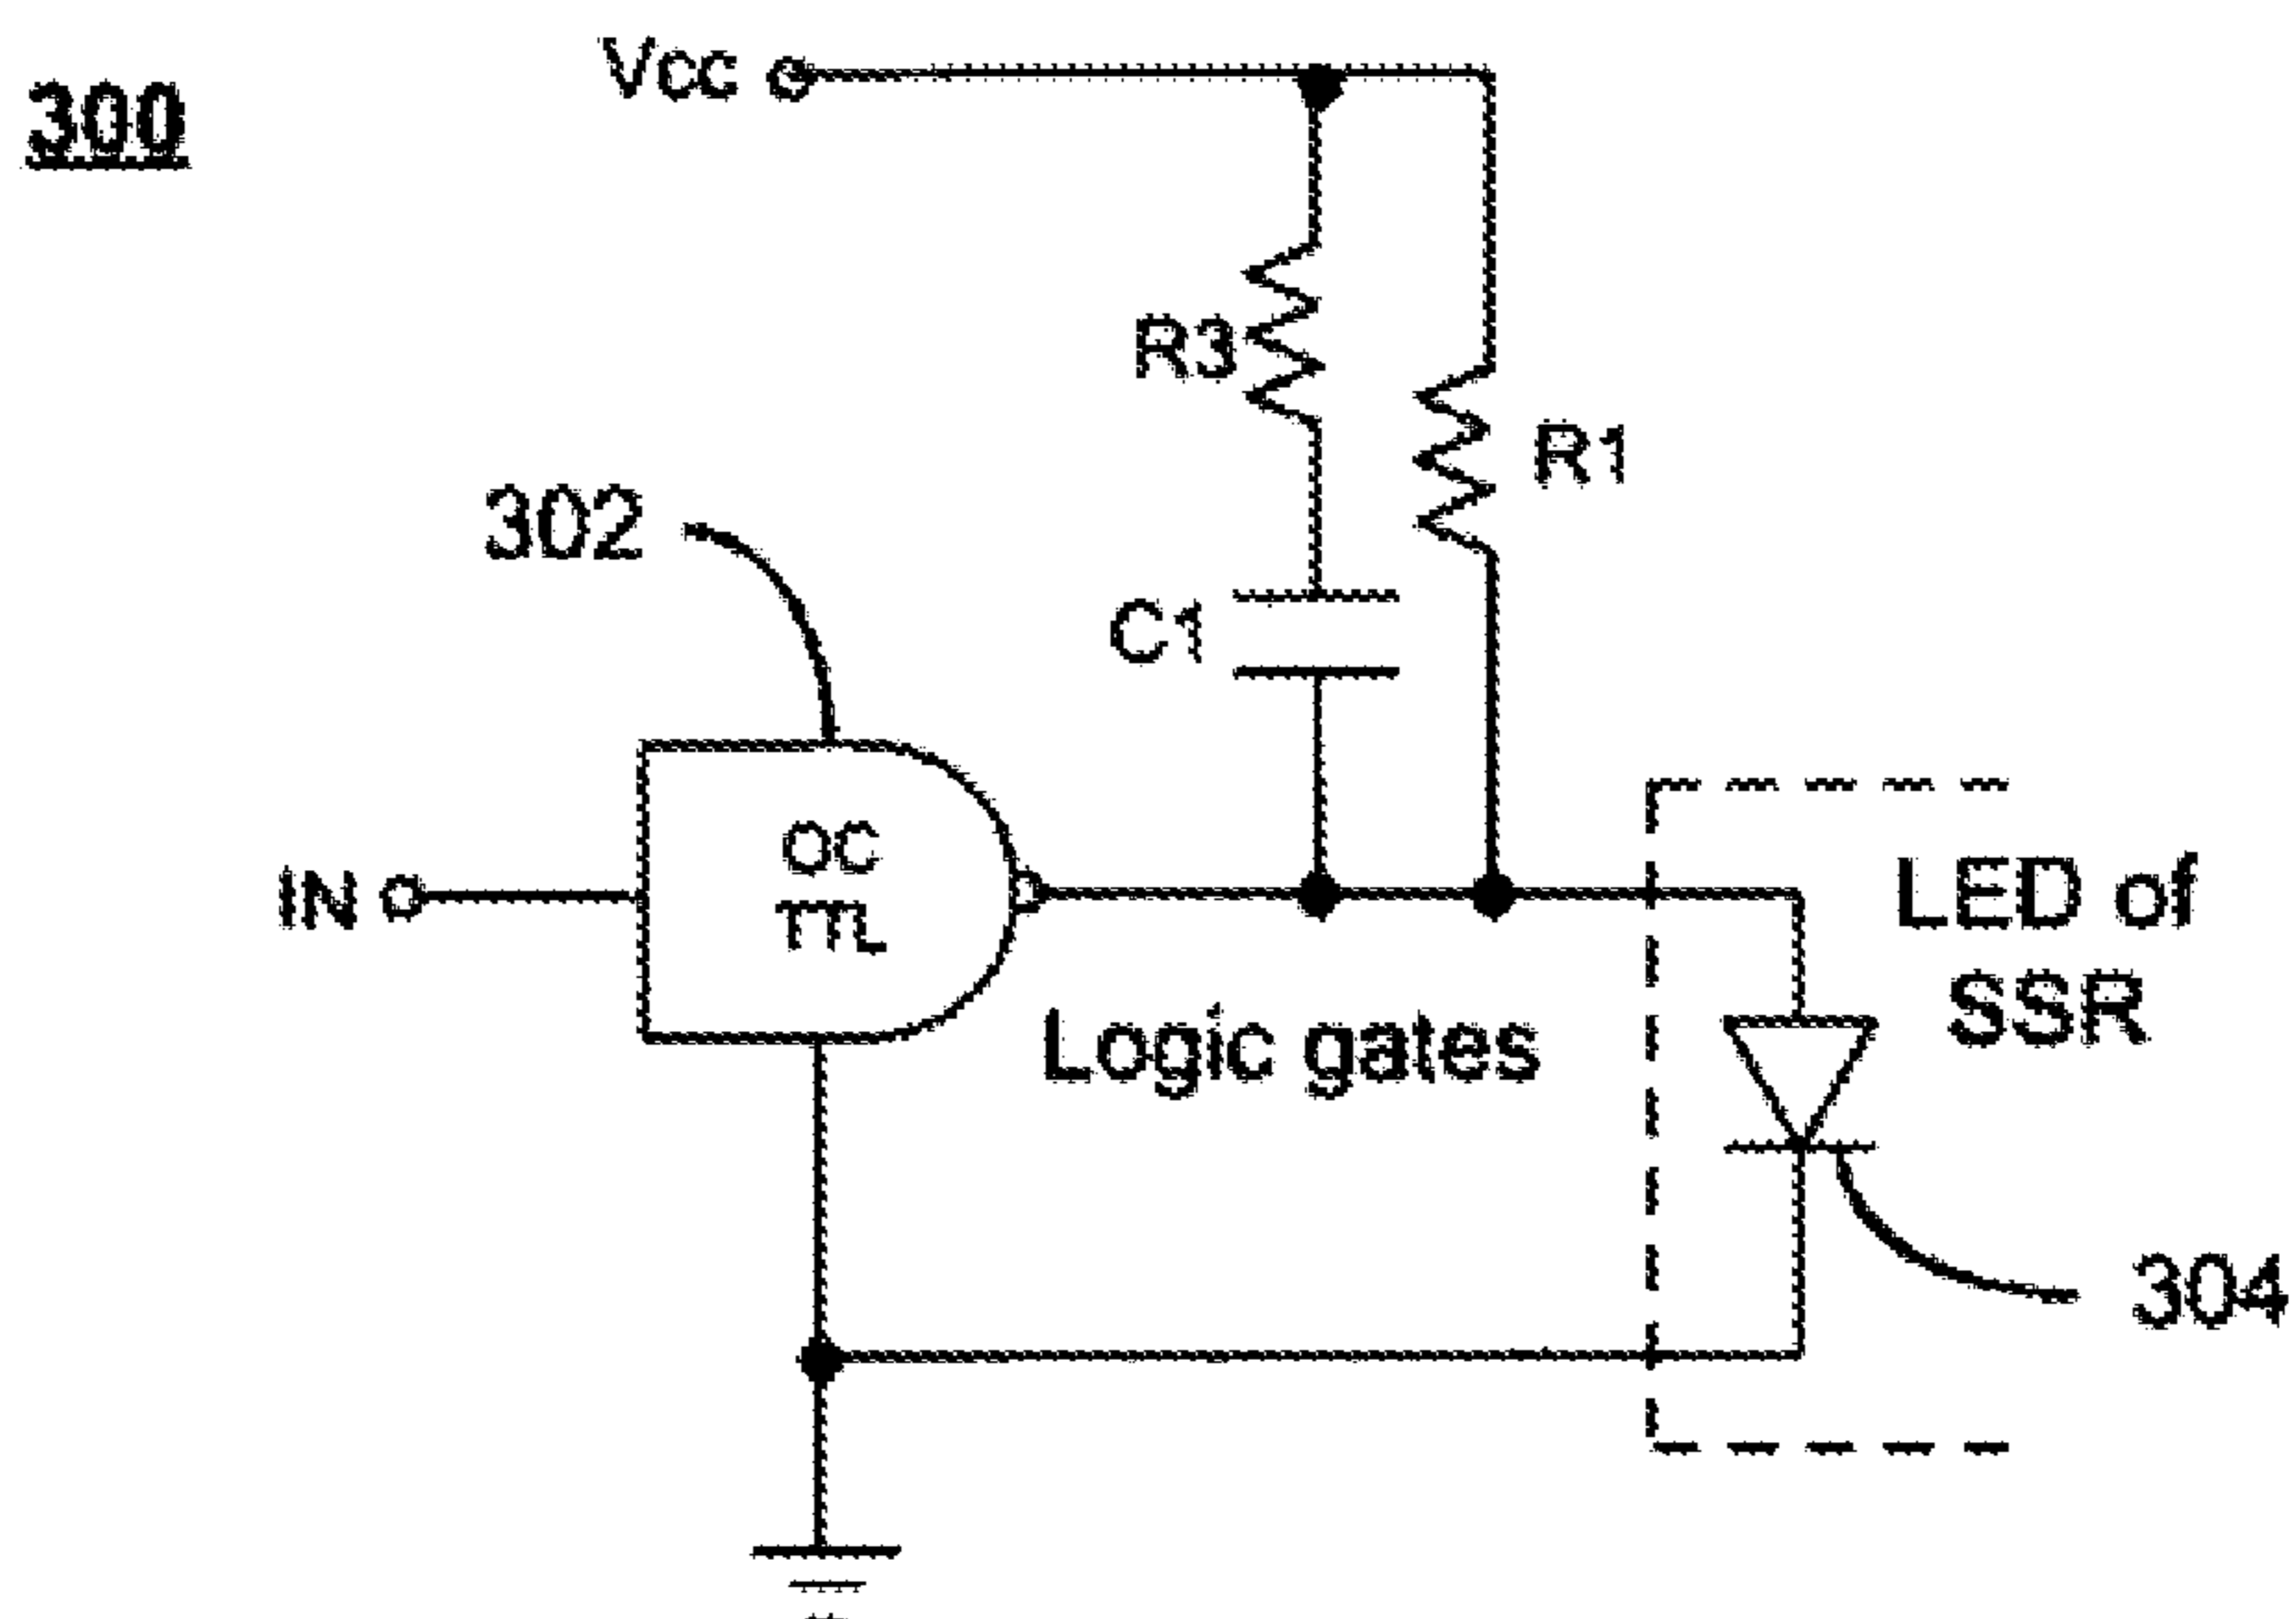 300
Vcc
R3
R1
302
C1
OC
TTL
IN
LED of
SSR
Logic gates
304